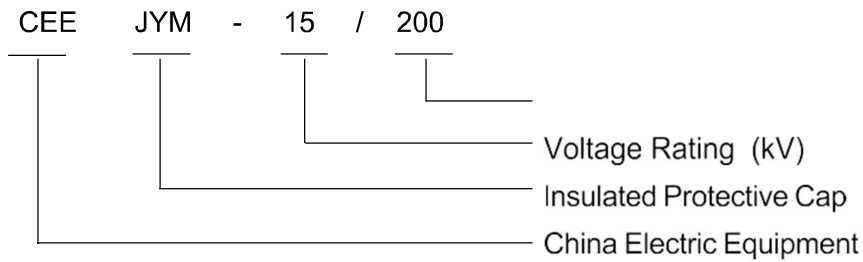 CEE JYM - 15 / 200
Voltage Rating (kV)
Insulated Protective Cap
China Electric Equipment